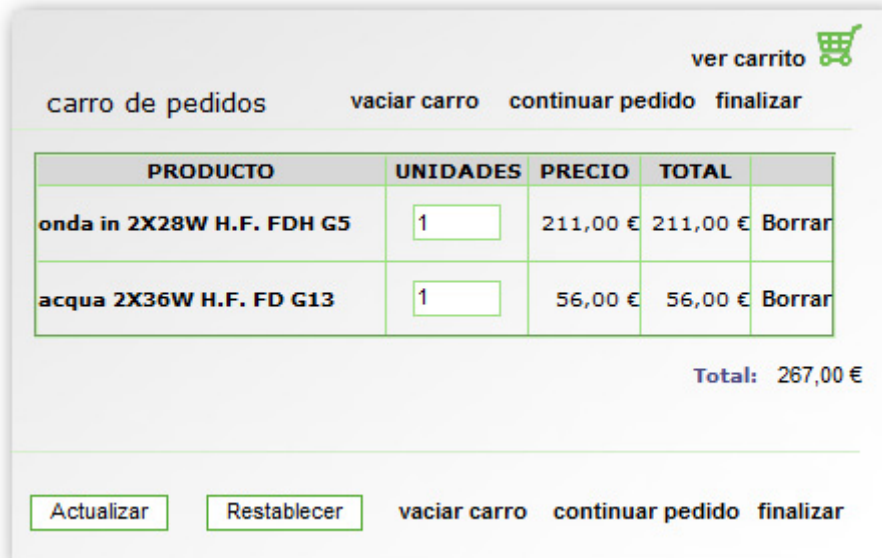 ver carrito
carro de pedidos vaciar carro continuar pedido finalizar
PRODUCTO UNIDADES PRECIO TOTAL
onda in 2X28W H.F. FDH G5 1 211,00 € 211,00 € Borrar
acqua 2X36W H.F. FD G13 1 56,00 € 56,00 € Borrar
Total: 267,00 €
Actualizar Restablecer vaciar carro continuar pedido finalizar